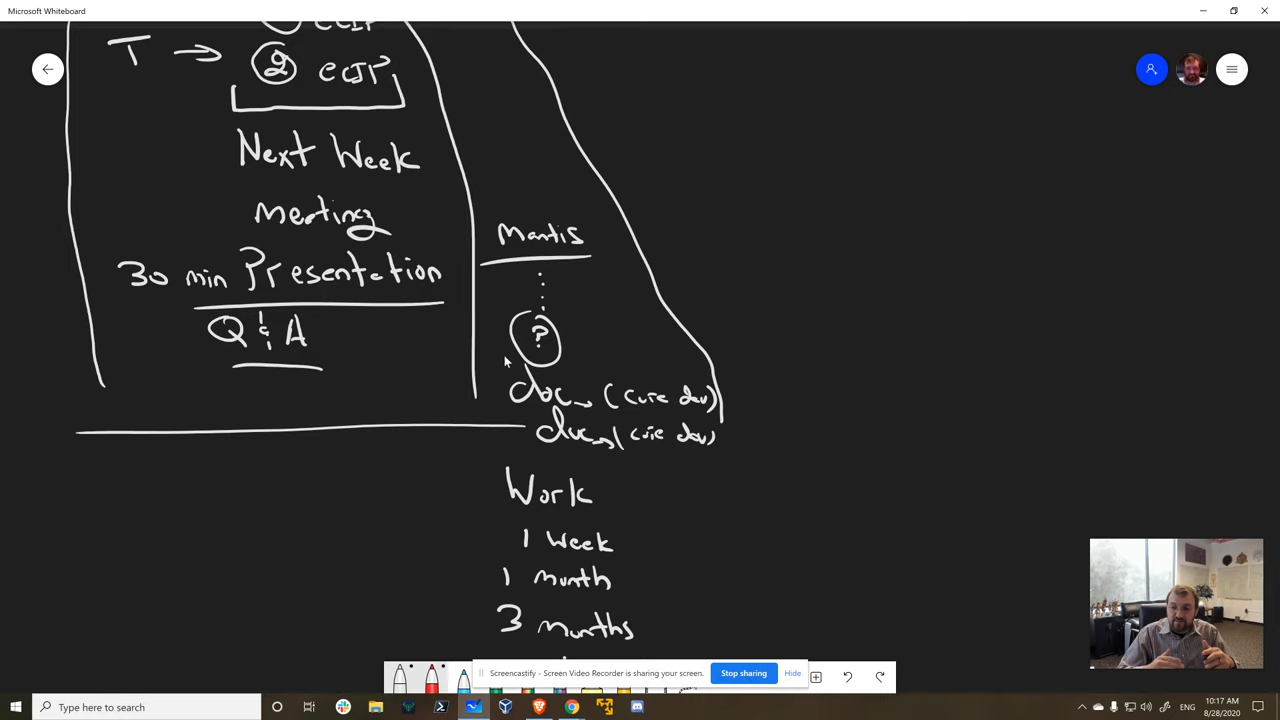 Microsoft Whiteboard
T → ② ECIP
Next Week
Meeting
30 min Presentation
Q & A
Mantis
?
doc → (core dev)
doc → (core dev)
Work
1 week
1 month
3 months
Screencastify - Screen Video Recorder is sharing your screen.
Stop sharing
Hide
Type here to search
ENG
10:17 AM
8/28/2020